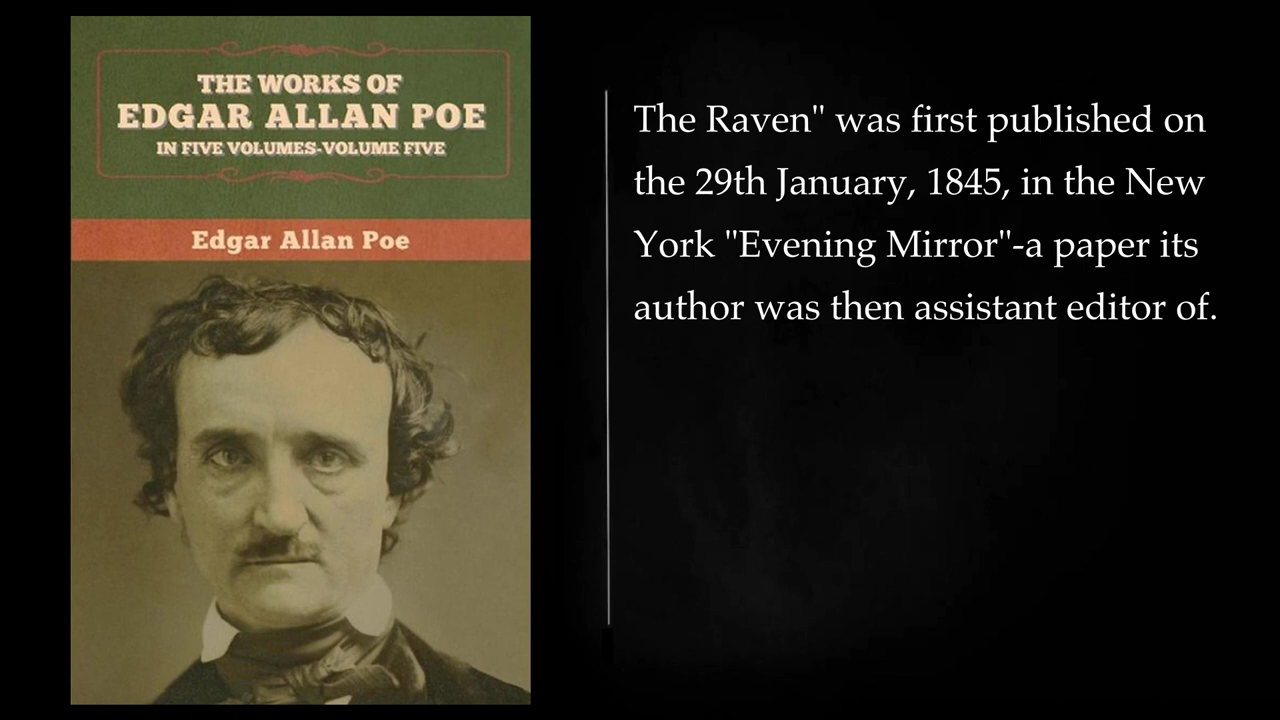 THE WORKS OF
EDGAR ALLAN POE
IN FIVE VOLUMES-VOLUME FIVE
Edgar Allan Poe
The Raven" was first published on
the 29th January, 1845, in the New
York "Evening Mirror"-a paper its
author was then assistant editor of.